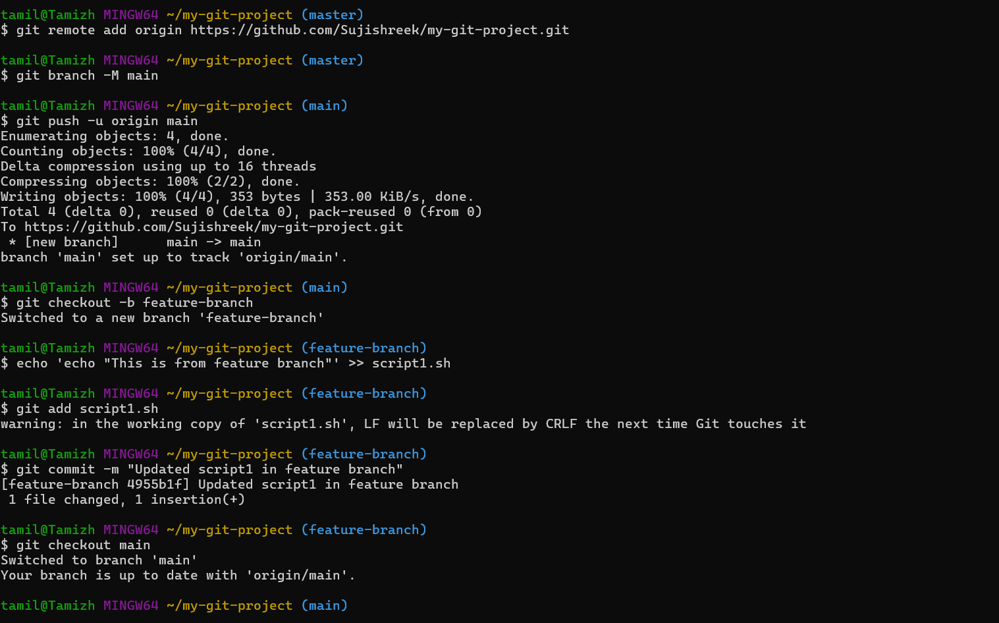 tamil@Tamizh MINGW64 ~/my-git-project (master)
$ git remote add origin https://github.com/Sujishreek/my-git-project.git
tamil@Tamizh MINGW64 ~/my-git-project (master)
$ git branch -M main
tamil@Tamizh MINGW64 ~/my-git-project (main)
$ git push -u origin main
Enumerating objects: 4, done.
Counting objects: 100% (4/4), done.
Delta compression using up to 16 threads
Compressing objects: 100% (2/2), done.
Writing objects: 100% (4/4), 353 bytes | 353.00 KiB/s, done.
Total 4 (delta 0), reused 0 (delta 0), pack-reused 0 (from 0)
To https://github.com/Sujishreek/my-git-project.git
 * [new branch]      main -> main
branch 'main' set up to track 'origin/main'.
tamil@Tamizh MINGW64 ~/my-git-project (main)
$ git checkout -b feature-branch
Switched to a new branch 'feature-branch'
tamil@Tamizh MINGW64 ~/my-git-project (feature-branch)
$ echo 'echo "This is from feature branch"' >> script1.sh
tamil@Tamizh MINGW64 ~/my-git-project (feature-branch)
$ git add script1.sh
warning: in the working copy of 'script1.sh', LF will be replaced by CRLF the next time Git touches it
tamil@Tamizh MINGW64 ~/my-git-project (feature-branch)
$ git commit -m "Updated script1 in feature branch"
[feature-branch 4955b1f] Updated script1 in feature branch
 1 file changed, 1 insertion(+)
tamil@Tamizh MINGW64 ~/my-git-project (feature-branch)
$ git checkout main
Switched to branch 'main'
Your branch is up to date with 'origin/main'.
tamil@Tamizh MINGW64 ~/my-git-project (main)